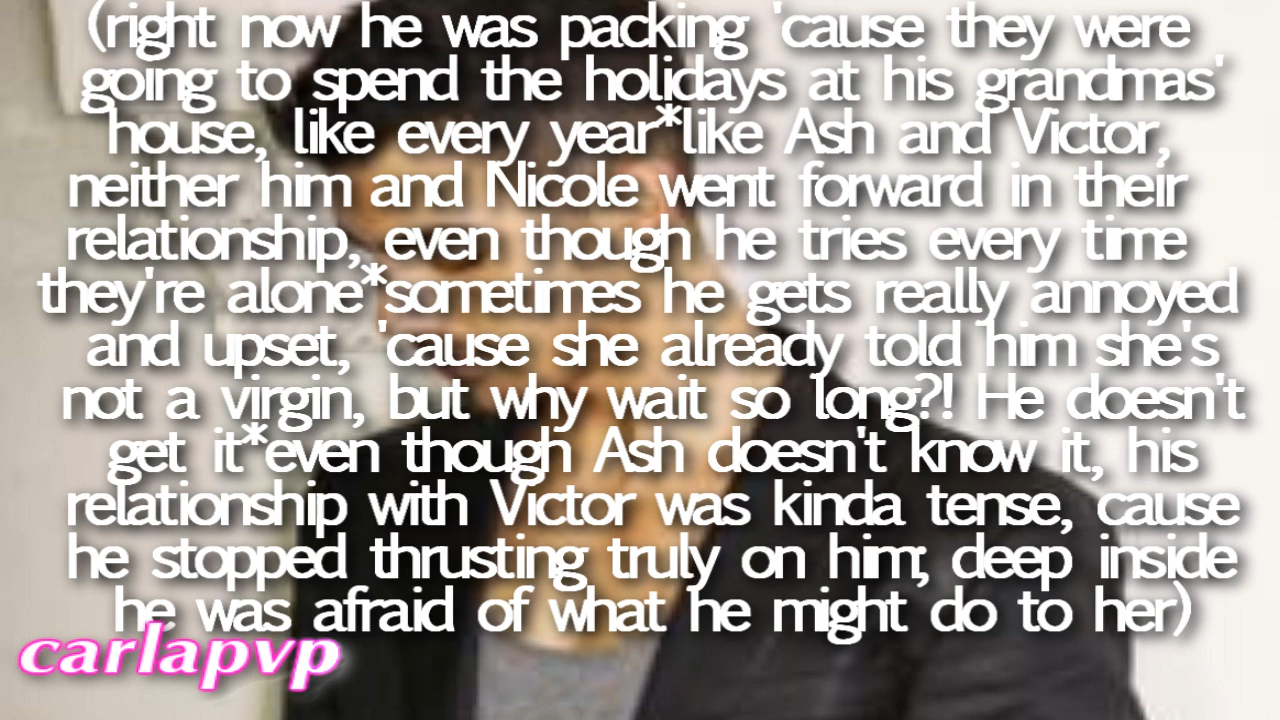 (right now he was packing 'cause they were
going to spend the holidays at his grandmas'
house, like every year*like Ash and Victor,
neither him and Nicole went forward in their
relationship, even though he tries every time
they're alone*sometimes he gets really annoyed
and upset, 'cause she already told him she's
not a virgin, but why wait so long?! He doesn't
get it*even though Ash doesn't know it, his
relationship with Victor was kinda tense, cause
he stopped thrusting truly on him; deep inside
he was afraid of what he might do to her)
carlapvp